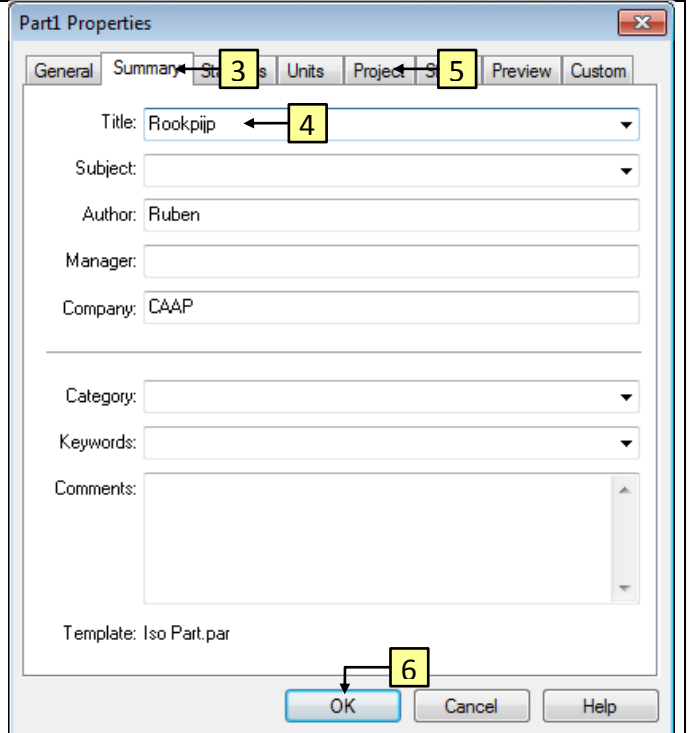 Part1 Properties
General Summary 3 Units Project 5 Preview Custom
Title: Rookpijp 4
Subject:
Author: Ruben
Manager:
Company: CAAP
Category:
Keywords:
Comments:
Template: Iso Part.par
6
OK Cancel Help